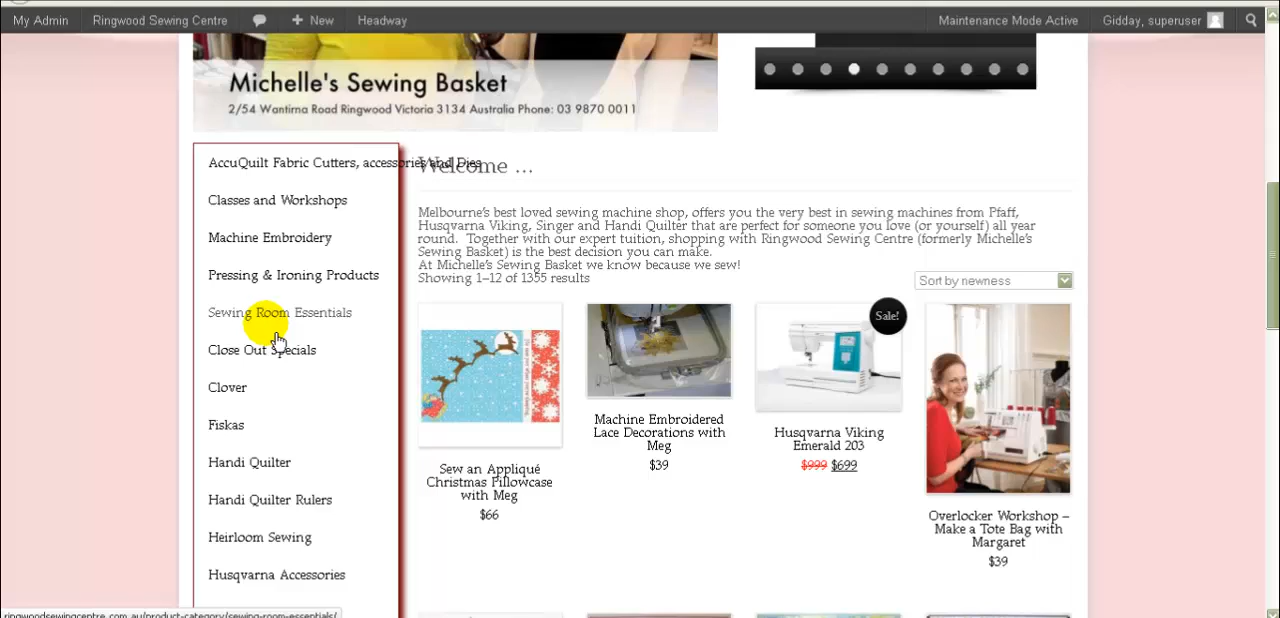 My Admin
Ringwood Sewing Centre
New
Headway
Maintenance Mode Active
Gidday, superuser
Michelle's Sewing Basket
2/54 Wantirna Road Ringwood Victoria 3134 Australia Phone: 03 9870 0011
AccuQuilt Fabric Cutters, accessories and Dies
Classes and Workshops
Machine Embroidery
Pressing & Ironing Products
Sewing Room Essentials
Close Out Specials
Clover
Fiskas
Handi Quilter
Handi Quilter Rulers
Heirloom Sewing
Husqvarna Accessories
Welcome ...
Melbourne's best loved sewing machine shop, offers you the very best in sewing machines from Pfaff,
Husqvarna Viking, Singer and Handi Quilter that are perfect for someone you love (or yourself) all year
round. Together with our expert tuition, shopping with Ringwood Sewing Centre (formerly Michelle's
Sewing Basket) is the best decision you can make.
At Michelle's Sewing Basket we know because we sew!
Showing 1–12 of 1355 results
Sort by newness
Sew an Appliqué
Christmas Pillowcase
with Meg
$66
Machine Embroidered
Lace Decorations with
Meg
$39
Sale!
Husqvarna Viking
Emerald 203
$999 $699
Overlocker Workshop –
Make a Tote Bag with
Margaret
$39
ringwoodsewingcentre.com.au/product-category/sewing-room-essentials/